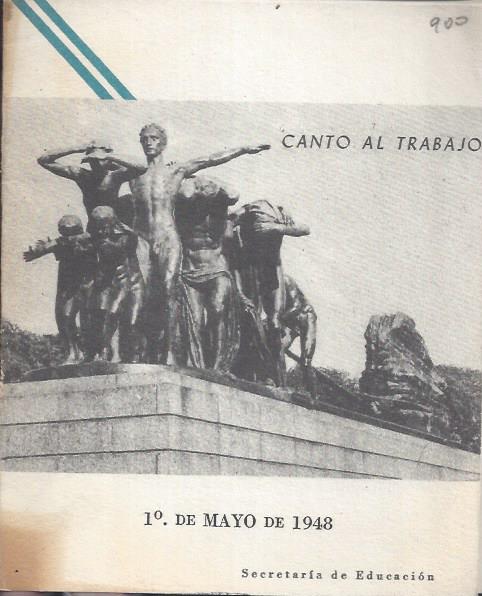 900
CANTO AL TRABAJO
1º. DE MAYO DE 1948
Secretaría de Educación